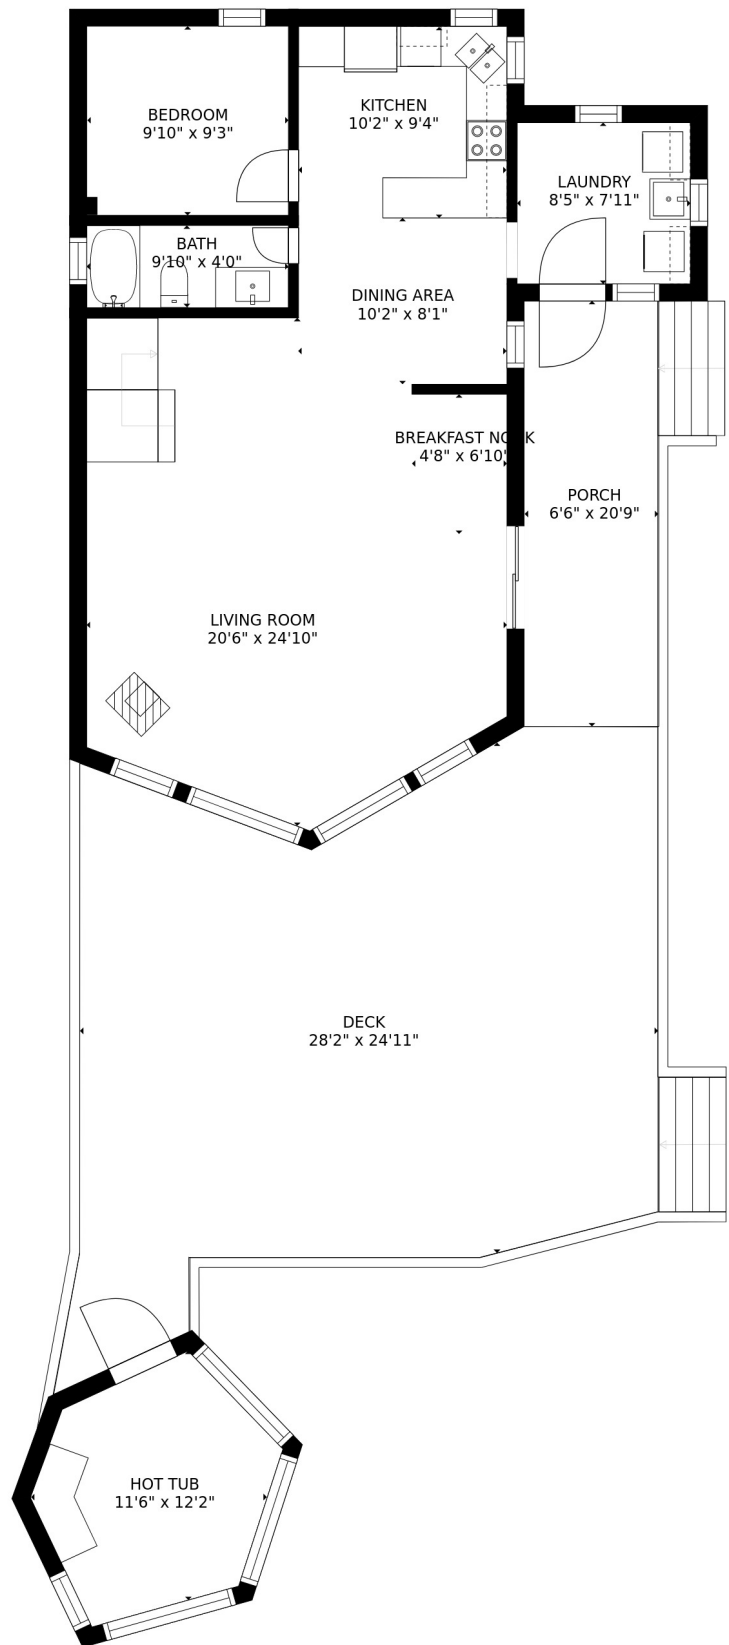 BEDROOM
9'10" x 9'3"
KITCHEN
10'2" x 9'4"
LAUNDRY
8'5" x 7'11"
BATH
9'10" x 4'0"
DINING AREA
10'2" x 8'1"
BREAKFAST NOOK
4'8" x 6'10"
PORCH
6'6" x 20'9"
LIVING ROOM
20'6" x 24'10"
DECK
28'2" x 24'11"
HOT TUB
11'6" x 12'2"